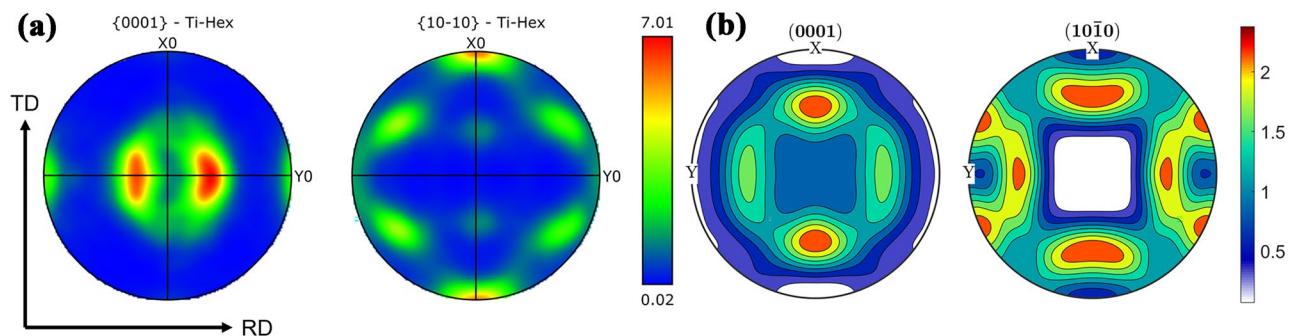 (a)
{0001} - Ti-Hex
X0
{10-10} - Ti-Hex
X0
7.01
TD
Y0
Y0
0.02
RD
(b)
(0001)
X
Y
(101̄0)
X
Y
2
1.5
1
0.5